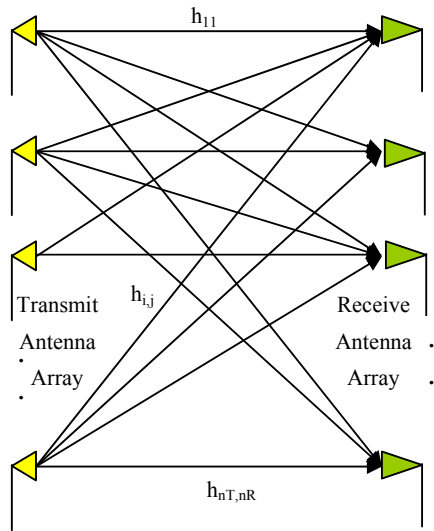 h11
hi,j
Transmit
Antenna
Array
Receive
Antenna
Array
hnT,nR